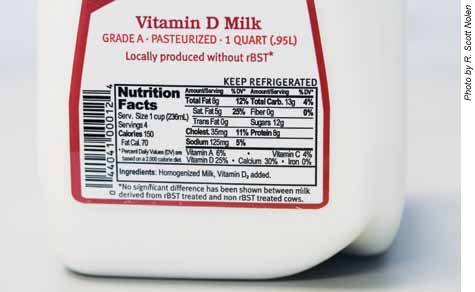 Vitamin D Milk
GRADE A · PASTEURIZED · 1 QUART (.95L)
Locally produced without rBST*
KEEP REFRIGERATED
Nutrition Facts
Serv. Size 1 cup (236mL)
Servings 4
Calories 150
Fat Cal. 70
*Percent Daily Values (DV) are
based on a 2,000 calorie diet.
Amount/Serving %DV* Amount/Serving %DV*
Total Fat 8g 12% Total Carb. 13g 4%
Sat. Fat 5g 25% Fiber 0g 0%
Trans Fat 0g Sugars 12g
Cholest. 35mg 11% Protein 8g
Sodium 125mg 5%
Vitamin A 6% · Vitamin C 4%
Vitamin D 25% · Calcium 30% · Iron 0%
Ingredients: Homogenized Milk, Vitamin D3 added.
*No significant difference has been shown between milk
derived from rBST treated and non rBST treated cows.
0 44041 00012 4
Photo by R. Scott Nolen